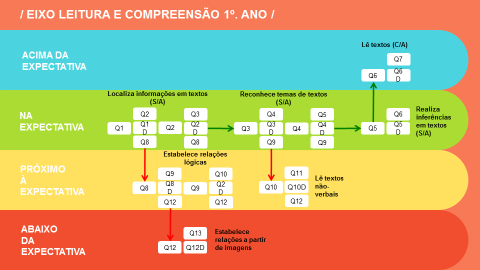 / EIXO LEITURA E COMPREENSÃO 1º. ANO /
ACIMA DA
EXPECTATIVA
Lê textos (C/A)
Q7
Q6
Q6
D
NA
EXPECTATIVA
Localiza informações em textos
(S/A)
Q2
Q3
Q1
Q1
D
Q2
Q2
D
Q8
Q8
Reconhece temas de textos
(S/A)
Q4
Q5
Q3
Q3
D
Q4
Q4
D
Q9
Q9
Q6
Q5
Q5
D
Realiza
inferências
em textos
(S/A)
PRÓXIMO
À
EXPECTATIVA
Estabelece relações
lógicas
Q9
Q10
Q8
Q8
D
Q9
Q2
D
Q12
Q12
Q11
Q10
Q10D
Q12
Lê textos
não-
verbais
ABAIXO
DA
EXPECTATIVA
Q13
Q12
Q12D
Estabelece
relações a partir
de imagens